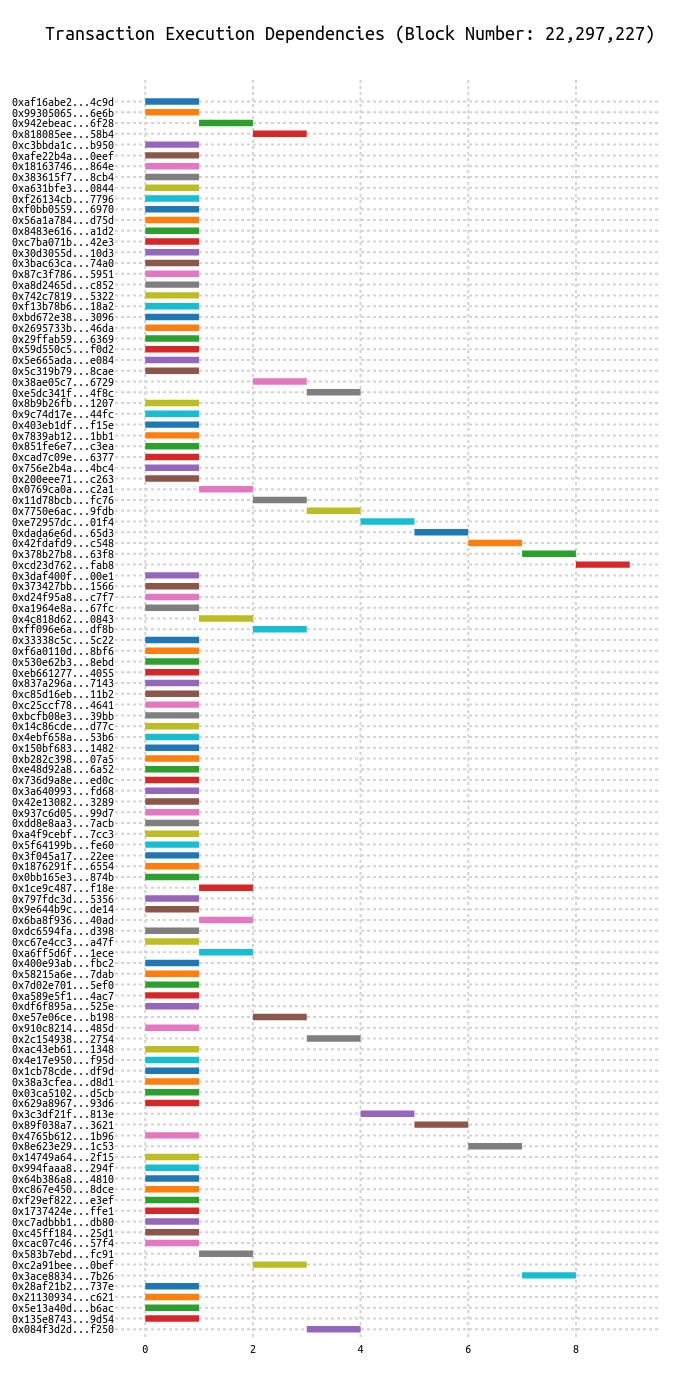 Transaction Execution Dependencies (Block Number: 22,297,227)
0xaf16abe2...4c9d
0x99305065...6e6b
0x942ebeac...6f28
0x818085ee...58b4
0xc3bbda1c...b950
0xafe22b4a...0eef
0x18163746...864e
0x383615f7...8cb4
0xa631bfe3...0844
0xf26134cb...7796
0xf0bb0559...6970
0x56a1a784...d75d
0x8483e616...a1d2
0xc7ba071b...42e3
0x30d3055d...10d3
0x3bac63ca...74a0
0x87c3f786...5951
0xa8d2465d...c852
0x742c7819...5322
0xf13b78b6...18a2
0xbd672e38...3096
0x2695733b...46da
0x29ffab59...6369
0x59d550c5...f0d2
0x5e665ada...e084
0x5c319b79...8cae
0x38ae05c7...6729
0xe5dc341f...4f8c
0x8b9b26fb...1207
0x9c74d17e...44fc
0x403eb1df...f15e
0x7839ab12...1bb1
0x851fe6e7...c3ea
0xcad7c09e...6377
0x756e2b4a...4bc4
0x200eee71...c263
0x0769ca0a...c2a1
0x11d78bcb...fc76
0x7750e6ac...9fdb
0xe72957dc...01f4
0xdada6e6d...65d3
0x42fdafd9...c548
0x378b27b8...63f8
0xcd23d762...fab8
0x3daf400f...00e1
0x373427bb...1566
0xd24f95a8...c7f7
0xa1964e8a...67fc
0x4c818d62...0843
0xff096e6a...df8b
0x33338c5c...5c22
0xf6a0110d...8bf6
0x530e62b3...8ebd
0xeb661277...4055
0x837a296a...7143
0xc85d16eb...11b2
0xc25ccf78...4641
0xbcfb08e3...39bb
0x14c86cde...d77c
0x4ebf658a...53b6
0x150bf683...1482
0xb282c398...07a5
0xe48d92a8...6a52
0x736d9a8e...ed0c
0x3a640993...fd68
0x42e13082...3289
0x937c6d05...99d7
0xdd8e8aa3...7acb
0xa4f9cebf...7cc3
0x5f64199b...fe60
0x3f045a17...22ee
0x1876291f...6554
0x0bb165e3...874b
0x1ce9c487...f18e
0x797fdc3d...5356
0x9e644b9c...de14
0x6ba8f936...40ad
0xdc6594fa...d398
0xc67e4cc3...a47f
0xa6ff5d6f...1ece
0x400e93ab...fbc2
0x58215a6e...7dab
0x7d02e701...5ef0
0xa589e5f1...4ac7
0xdf6f895a...525e
0xe57e06ce...b198
0x910c8214...485d
0x2c154938...2754
0xac43eb61...1348
0x4e17e950...f95d
0x1cb78cde...df9d
0x38a3cfea...d8d1
0x03ca5102...d5cb
0x629a8967...93d6
0x3c3df21f...813e
0x89f038a7...3621
0x4765b612...1b96
0x8e623e29...1c53
0x14749a64...2f15
0x994faaa8...294f
0x64b386a8...4810
0xc867e450...8dce
0xf29ef822...e3ef
0x1737424e...ffe1
0xc7adbbb1...db80
0xc45ff184...25d1
0xcac07c46...57f4
0x583b7ebd...fc91
0xc2a91bee...0bef
0x3ace8834...7b26
0x28af21b2...737e
0x21130934...c621
0x5e13a40d...b6ac
0x135e8743...9d54
0x084f3d2d...f250
0 2 4 6 8